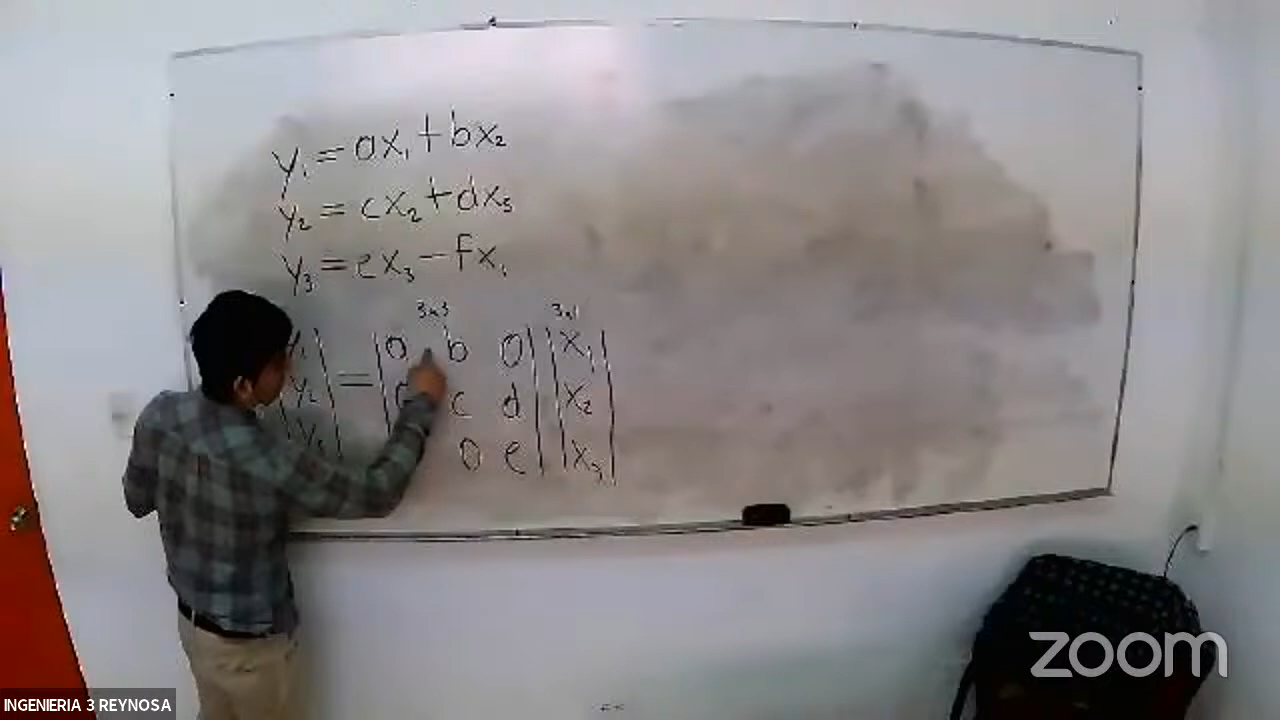 y₁ = ax₁ + bx₂
y₂ = cx₂ + dx₃
y₃ = ex₃ − fx₁
3x3 3x1
y₁ = a b 0 x₁
y₂ c d x₂
y₃ 0 e x₃
zoom
INGENIERIA 3 REYNOSA